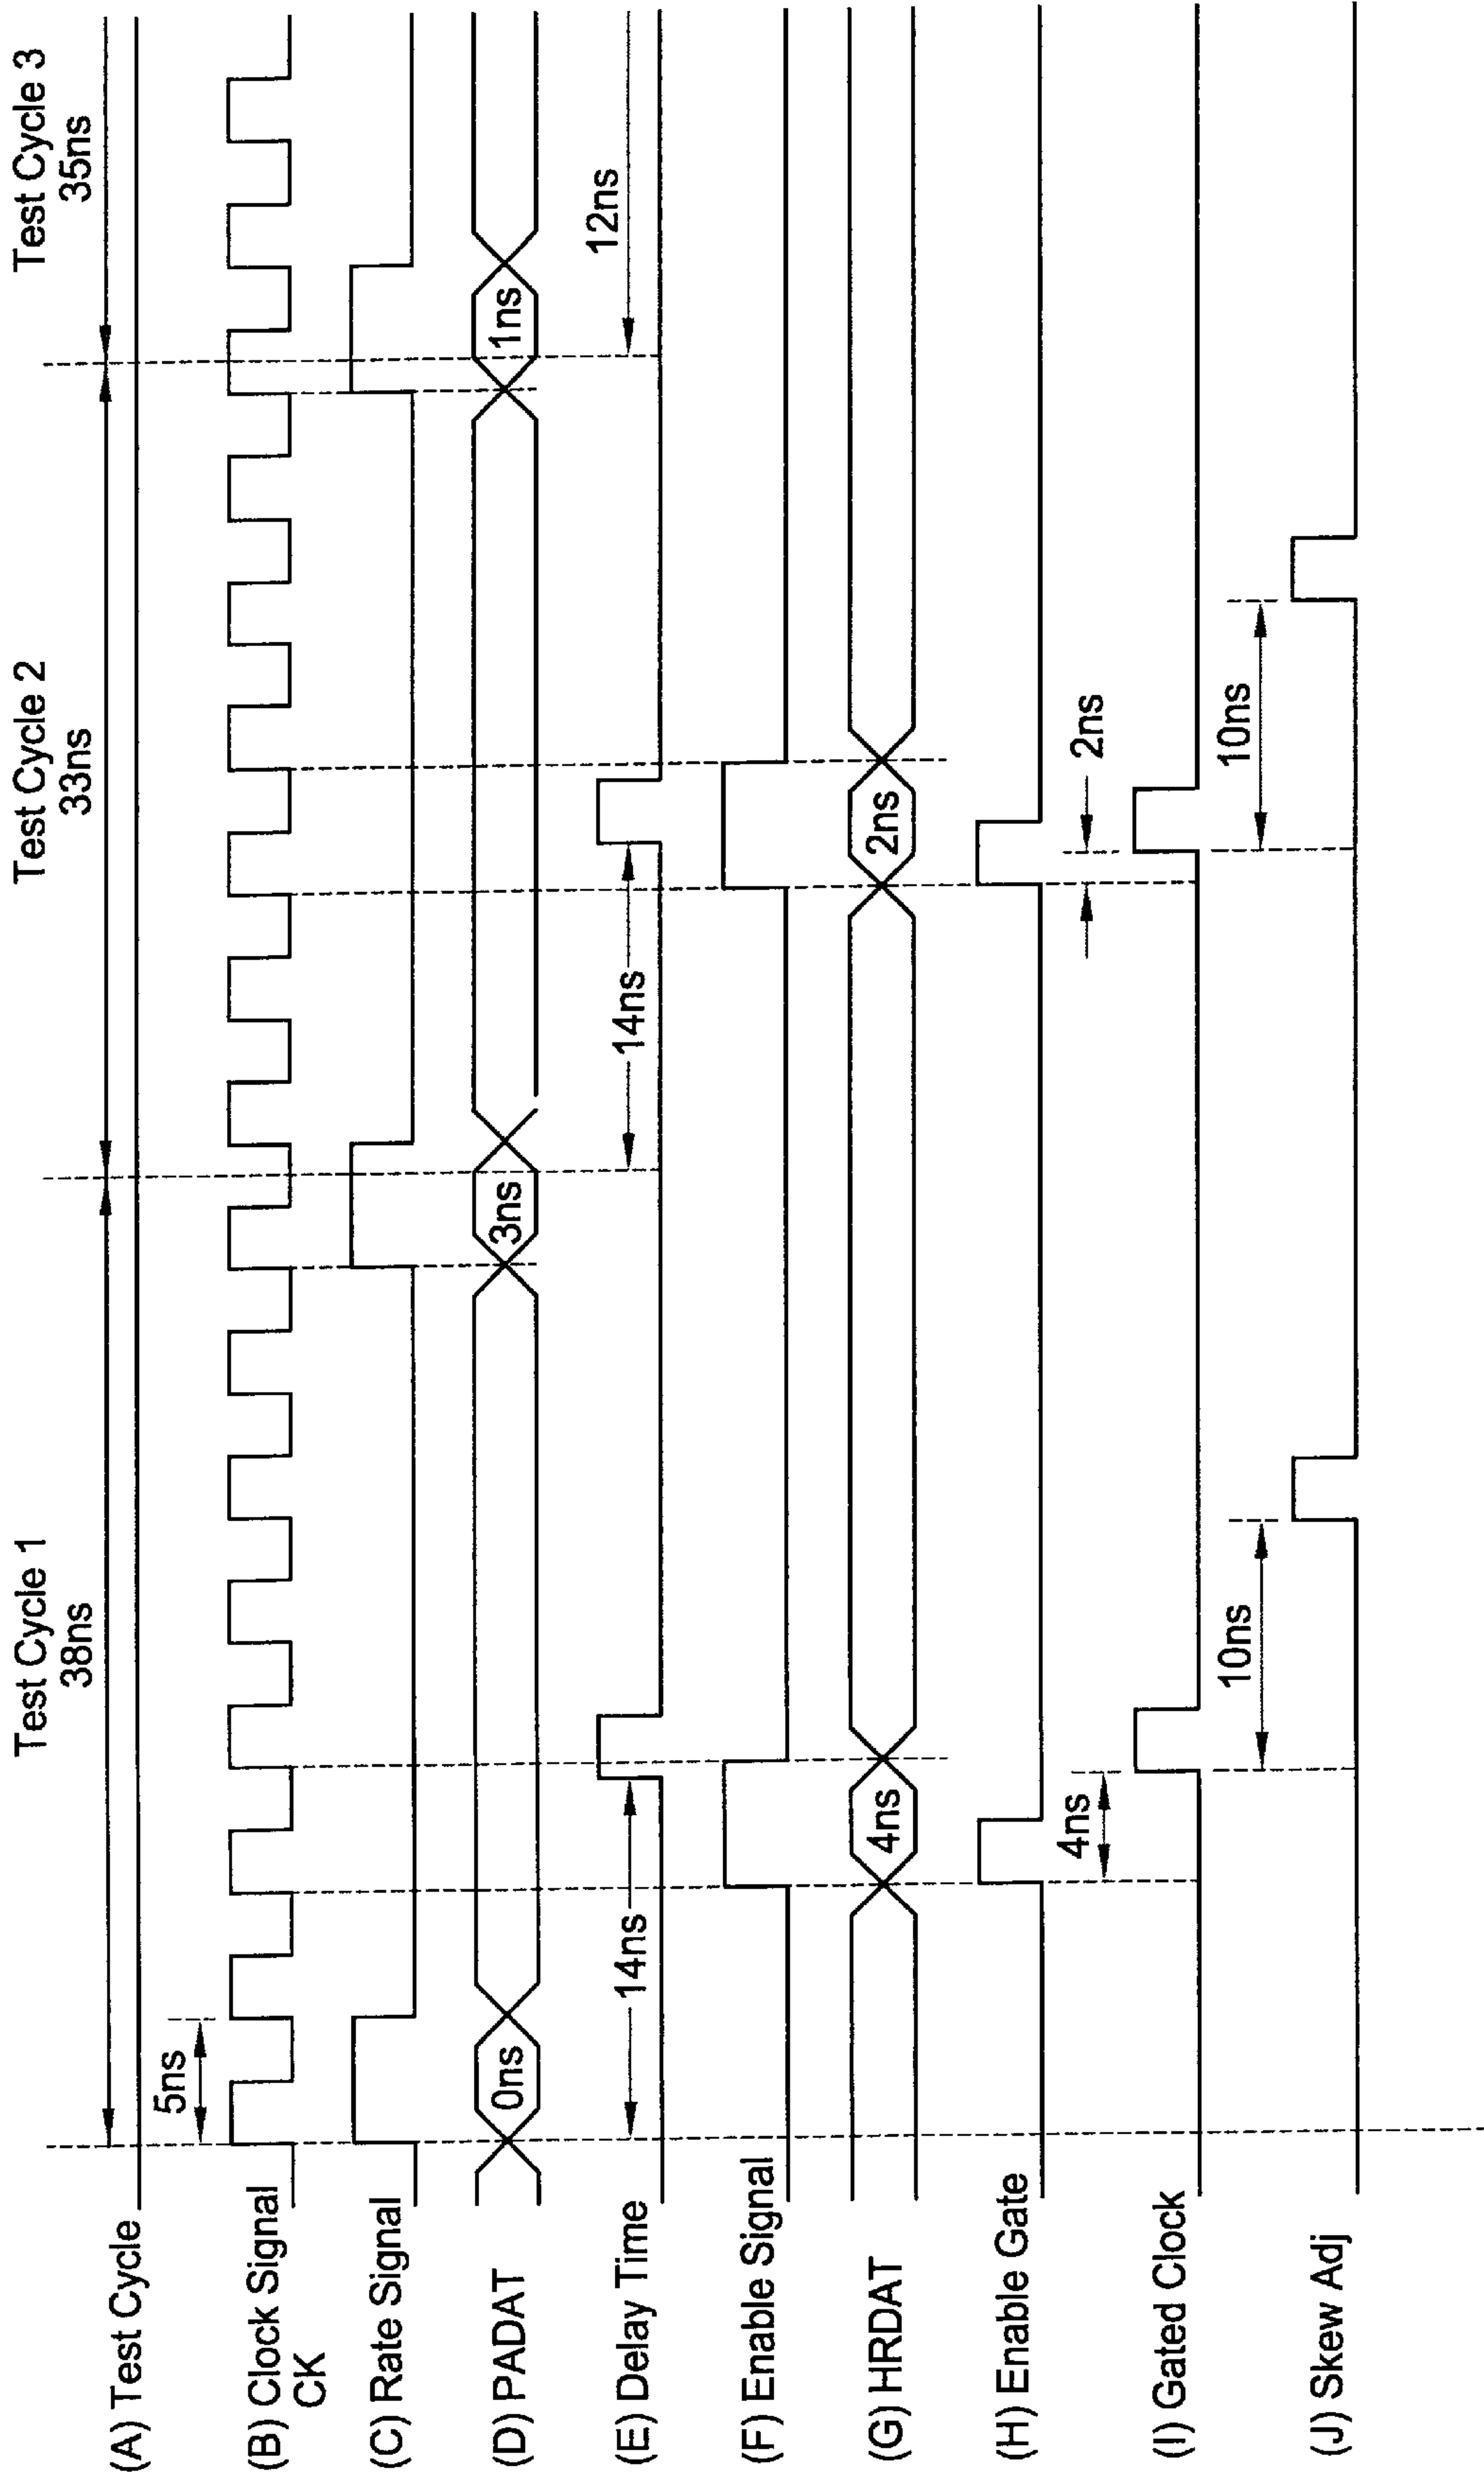 Test Cycle 1
38ns
Test Cycle 2
33ns
Test Cycle 3
35ns
(A) Test Cycle
5ns
(B) Clock Signal
CK
(C) Rate Signal
(D) PADAT
0ns
3ns
1ns
(E) Delay Time
14ns
14ns
12ns
(F) Enable Signal
(G) HRDAT
4ns
2ns
(H) Enable Gate
4ns
2ns
(I) Gated Clock
10ns
10ns
(J) Skew Adj